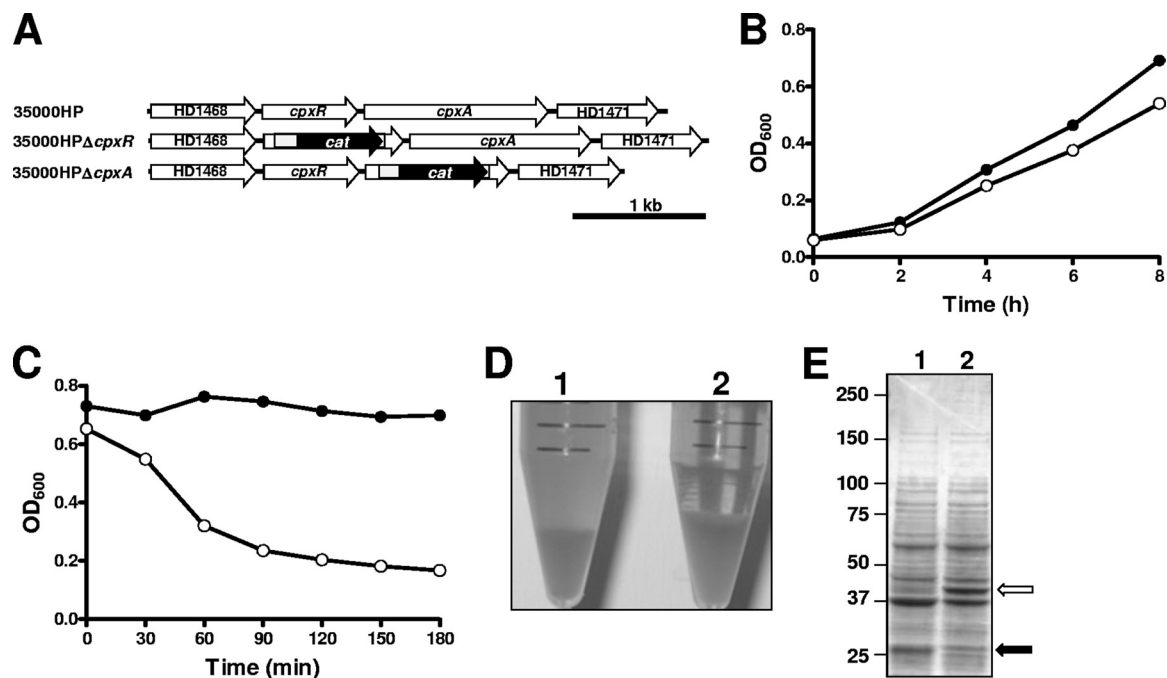 A
35000HP
HD1468 cpxR cpxA HD1471
35000HPΔcpxR
HD1468 cat cpxA HD1471
35000HPΔcpxA
HD1468 cpxR cat HD1471
1 kb
B
OD600
0.8
0.6
0.4
0.2
0.0
0 2 4 6 8
Time (h)
C
OD600
0.8
0.6
0.4
0.2
0.0
0 30 60 90 120 150 180
Time (min)
D
1 2
E
1 2
250
150
100
75
50
37
25